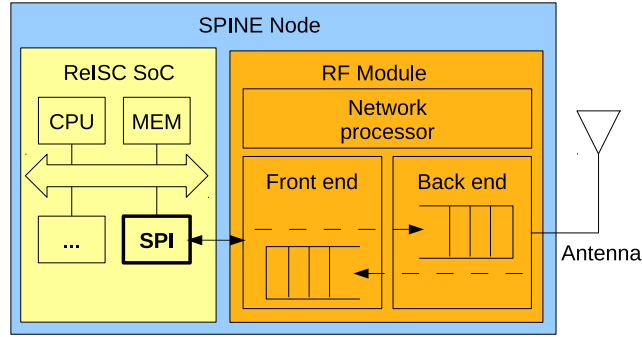 SPINE Node
ReISC SoC
RF Module
CPU
MEM
Network
processor
Front end
Back end
...
SPI
Antenna